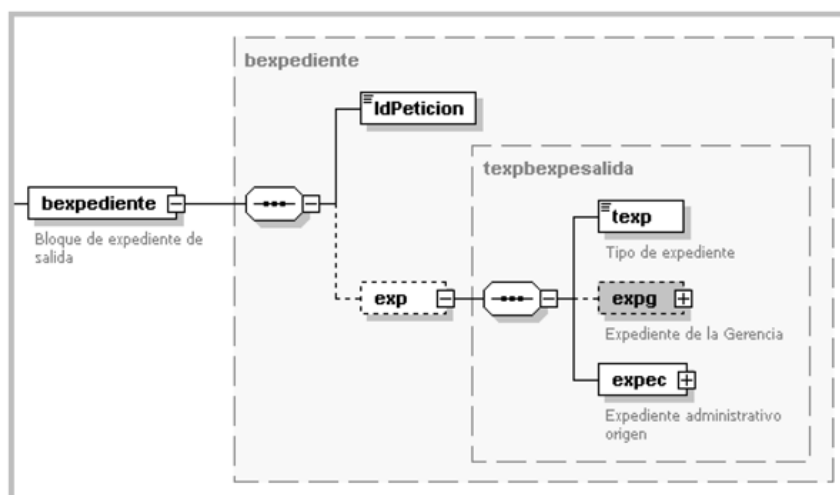 bexpediente
IdPeticion
texpbexpesalida
bexpediente
texp
Bloque de expediente de
salida
Tipo de expediente
exp
expg
Expediente de la Gerencia
expec
Expediente administrativo
origen